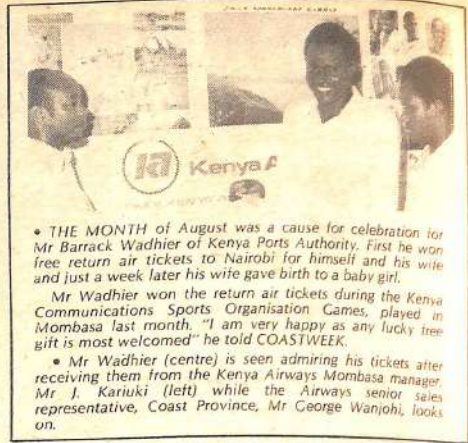 Kenya A
• THE MONTH of August was a cause for celebration for
Mr Barrack Wadhier of Kenya Ports Authority. First he won
free return air tickets to Nairobi for himself and his wife
and just a week later his wife gave birth to a baby girl.
Mr Wadhier won the return air tickets during the Kenya
Communications Sports Organisation Games, played in
Mombasa last month. "I am very happy as any lucky free
gift is most welcomed" he told COASTWEEK.
• Mr Wadhier (centre) is seen admiring his tickets after
receiving them from the Kenya Airways Mombasa manager,
Mr J. Kariuki (left) while the Airways senior sales
representative, Coast Province, Mr George Wanjohi, looks
on.